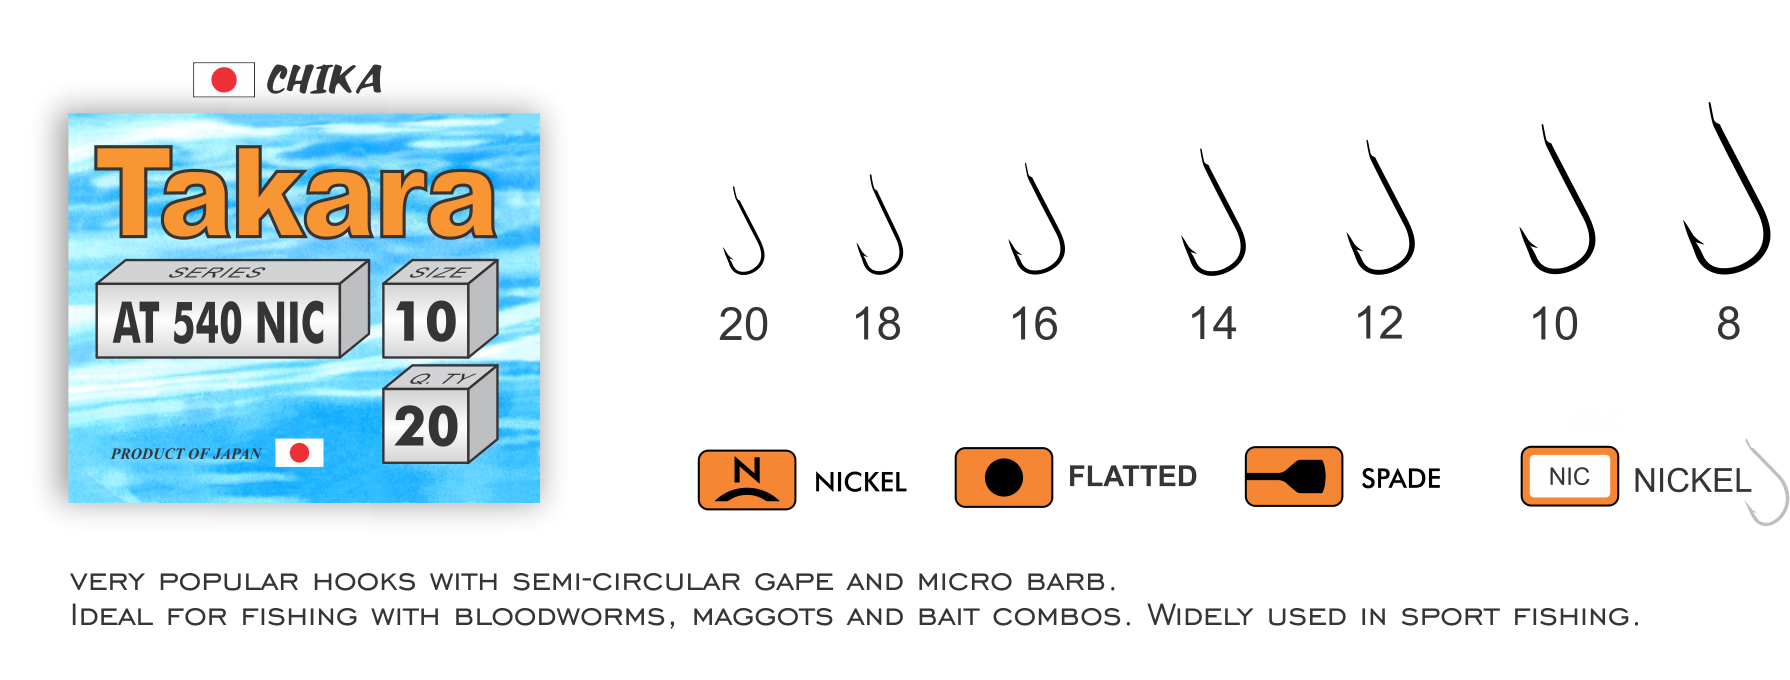 CHIKA
Takara
SERIES
SIZE
AT 540 NIC
10
Q. TY
20
PRODUCT OF JAPAN
20 18 16 14 12 10 8
N NICKEL FLATTED SPADE NIC NICKEL
VERY POPULAR HOOKS WITH SEMI-CIRCULAR GAPE AND MICRO BARB.
IDEAL FOR FISHING WITH BLOODWORMS, MAGGOTS AND BAIT COMBOS. WIDELY USED IN SPORT FISHING.